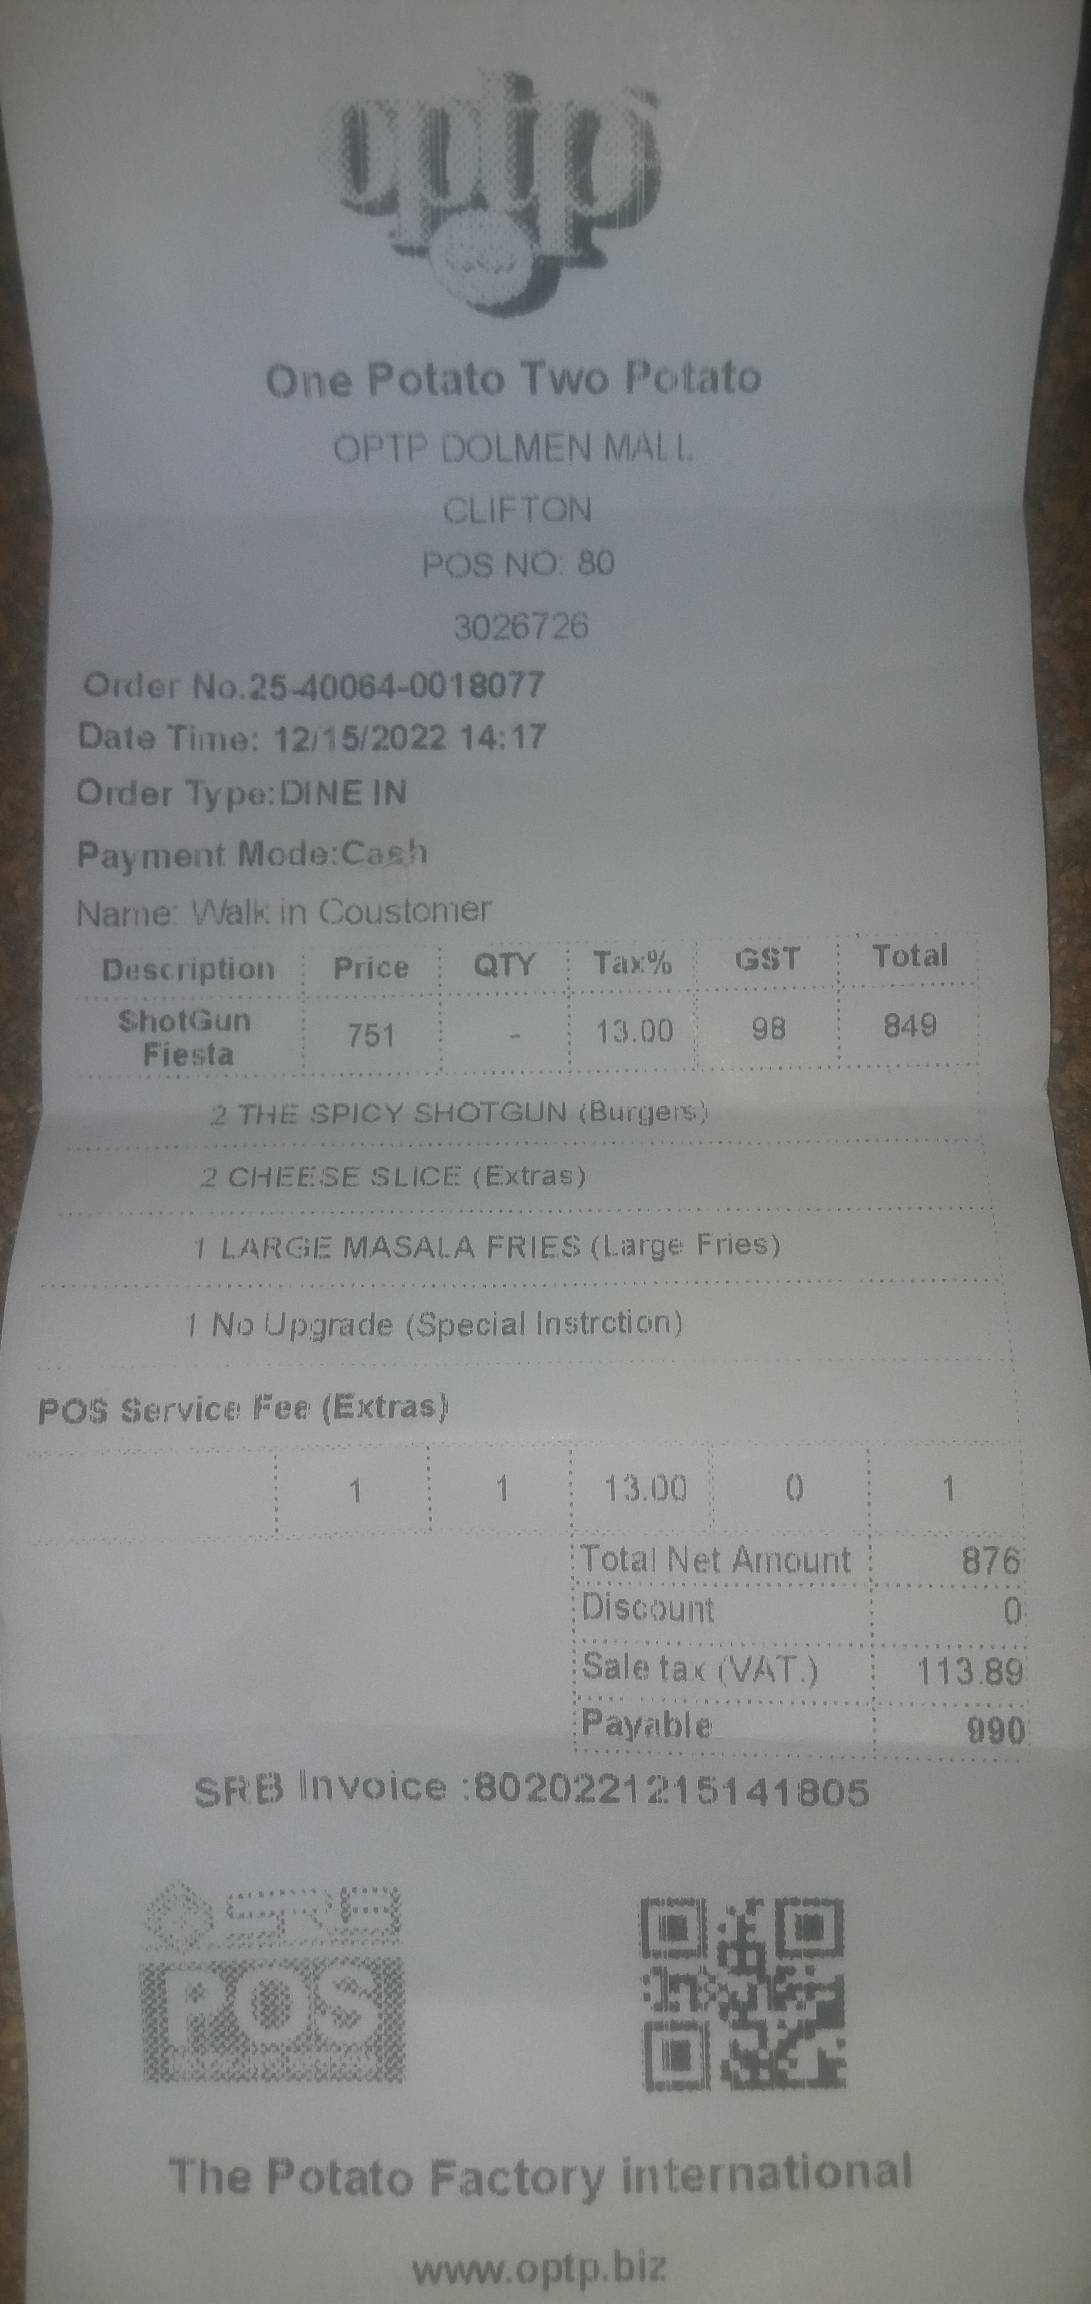 optp
One Potato Two Potato
OPTP DOLMEN MALL
CLIFTON
POS NO: 80
3026726
Order No.25-40064-0018077
Date Time: 12/15/2022 14:17
Order Type:DINE IN
Payment Mode:Cash
Name: Walk in Coustomer
Description Price QTY Tax% GST Total
ShotGun Fiesta 751 - 13.00 98 849
2 THE SPICY SHOTGUN (Burgers)
2 CHEESE SLICE (Extras)
1 LARGE MASALA FRIES (Large Fries)
1 No Upgrade (Special Instrction)
POS Service Fee (Extras)
1 1 13.00 0 1
Total Net Amount 876
Discount 0
Sale tax (VAT.) 113.89
Payable 990
SRB Invoice :8020221215141805
SRB
POS
The Potato Factory international
www.optp.biz